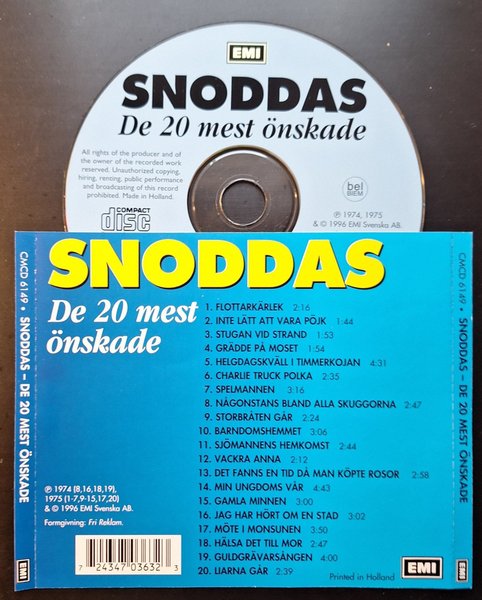 EMI
SNODDAS
De 20 mest önskade
All rights of the producer and of
the owner of the recorded work
reserved. Unauthorized copying,
hiring, rencing, public performance
and broadcasting of this record
prohibited. Made in Holland.
COMPACT
disc
bel
BIEM
℗ 1974, 1975
& © 1996 EMI Svenska AB.
CMCD 6149 • SNODDAS – DE 20 MEST ÖNSKADE
SNODDAS
De 20 mest
önskade
1. FLOTTARKÄRLEK 2:16
2. INTE LÄTT ATT VARA PÖJK 1:44
3. STUGAN VID STRAND 1:53
4. GRÄDDE PÅ MOSET 1:54
5. HELGDAGSKVÄLL I TIMMERKOJAN 4:31
6. CHARLIE TRUCK POLKA 2:35
7. SPELMANNEN 3:16
8. NÅGONSTANS BLAND ALLA SKUGGORNA 2:47
9. STORBRÅTEN GÅR 2:24
10. BARNDOMSHEMMET 3:06
11. SJÖMANNENS HEMKOMST 2:44
12. VACKRA ANNA 2:12
13. DET FANNS EN TID DÅ MAN KÖPTE ROSOR 2:58
14. MIN UNGDOMS VÅR 4:43
15. GAMLA MINNEN 3:00
16. JAG HAR HÖRT OM EN STAD 3:02
17. MÖTE I MONSUNEN 3:50
18. HÄLSA DET TILL MOR 2:47
19. GULDGRÄVARSÅNGEN 4:00
20. LIARNA GÅR 2:39
℗ 1974 (8,16,18,19),
1975 (1-7,9-15,17,20)
& © 1996 EMI Svenska AB.
Formgivning: Fri Reklam.
7 24347 03632 3
EMI
Printed in Holland
CMCD 6149 • SNODDAS – DE 20 MEST ÖNSKADE
EMI
EMI